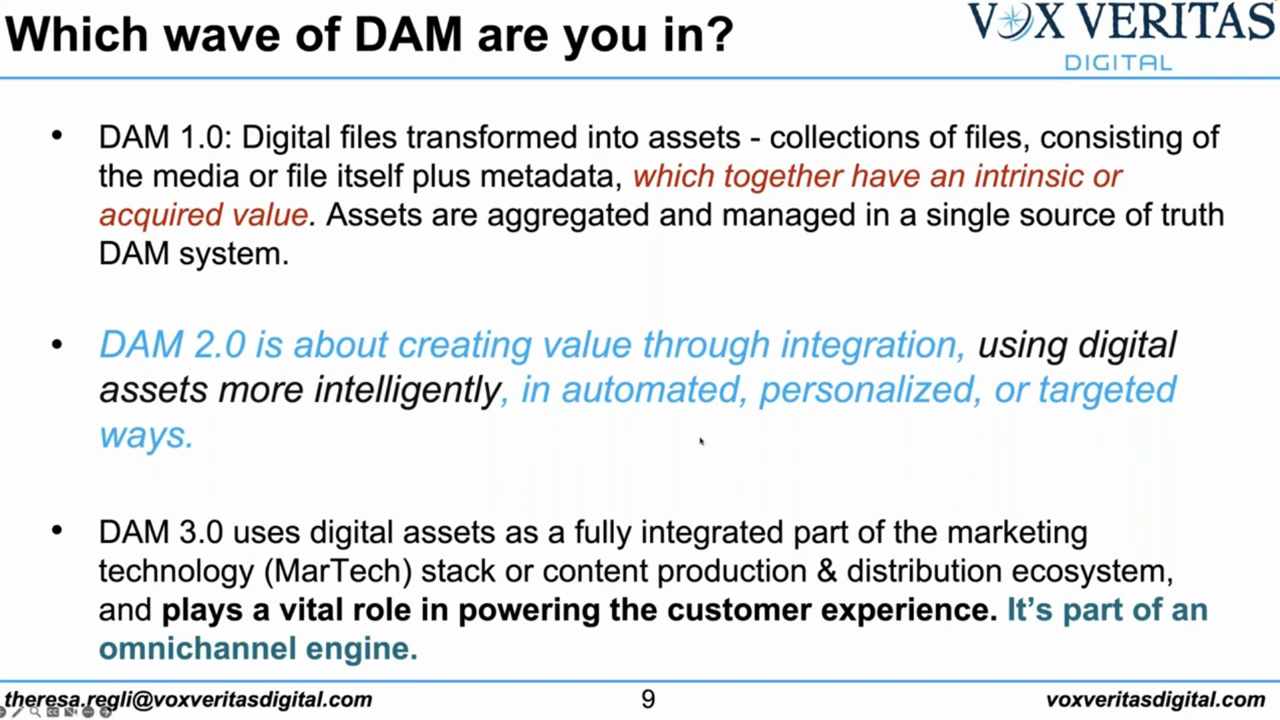 Which wave of DAM are you in?
VOX VERITAS
DIGITAL
• DAM 1.0: Digital files transformed into assets - collections of files, consisting of
the media or file itself plus metadata, which together have an intrinsic or
acquired value. Assets are aggregated and managed in a single source of truth
DAM system.
• DAM 2.0 is about creating value through integration, using digital
assets more intelligently, in automated, personalized, or targeted
ways.
• DAM 3.0 uses digital assets as a fully integrated part of the marketing
technology (MarTech) stack or content production & distribution ecosystem,
and plays a vital role in powering the customer experience. It’s part of an
omnichannel engine.
theresa.regli@voxveritasdigital.com
9
voxveritasdigital.com